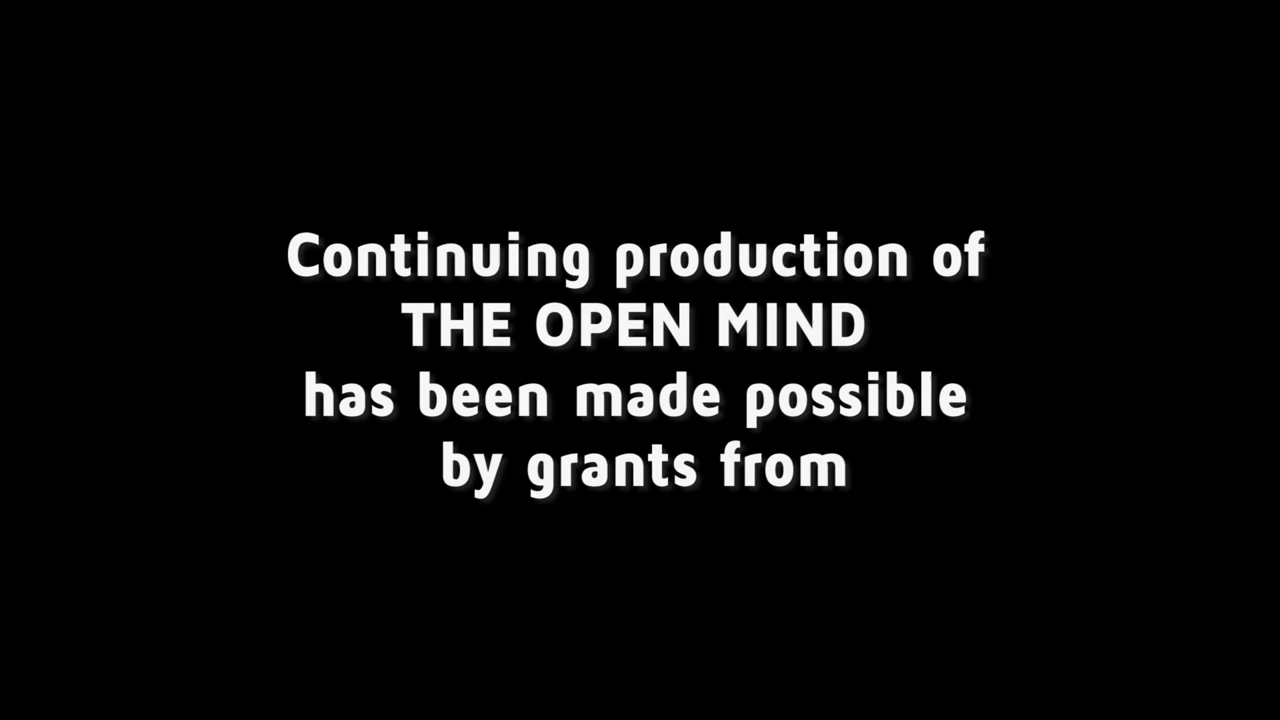 Continuing production of
THE OPEN MIND
has been made possible
by grants from